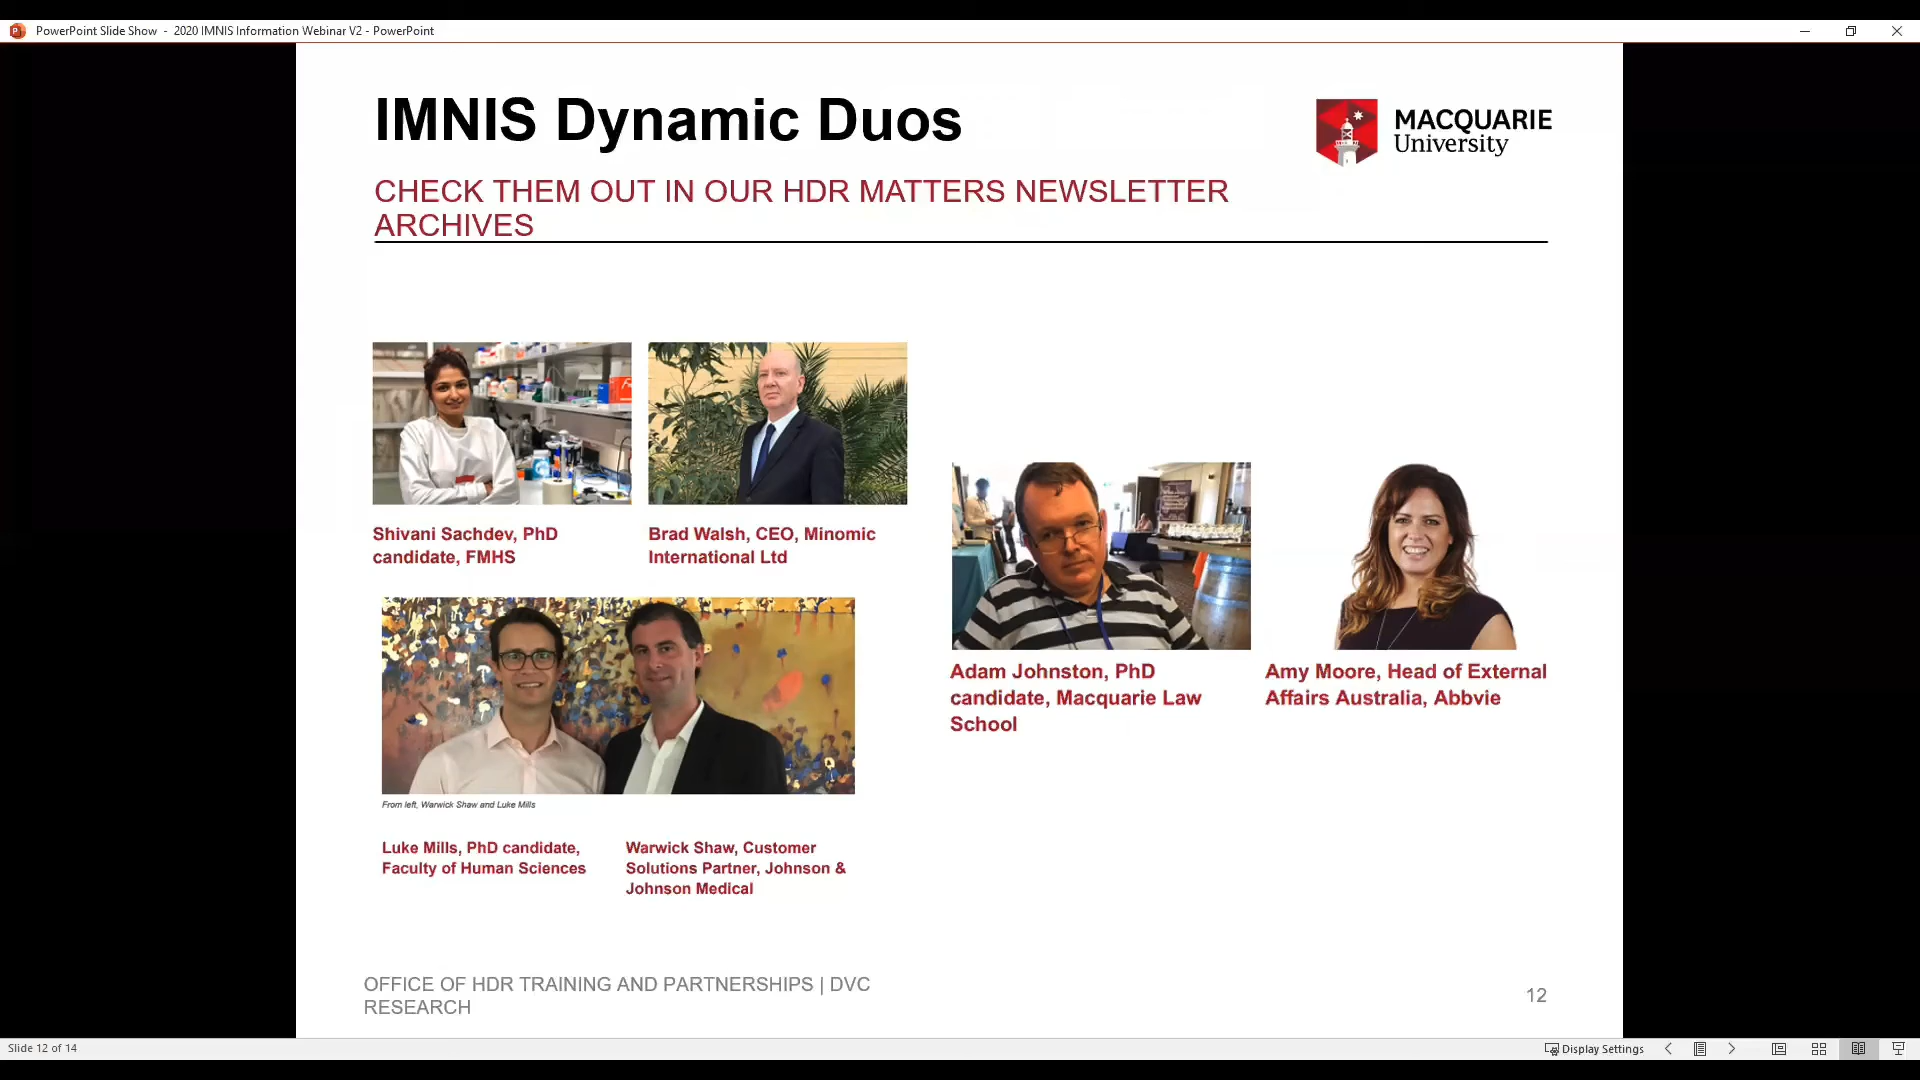 PowerPoint Slide Show - 2020 IMNIS Information Webinar V2 - PowerPoint
IMNIS Dynamic Duos
MACQUARIE
University
CHECK THEM OUT IN OUR HDR MATTERS NEWSLETTER
ARCHIVES
Shivani Sachdev, PhD
candidate, FMHS
Brad Walsh, CEO, Minomic
International Ltd
From left, Warwick Shaw and Luke Mills
Luke Mills, PhD candidate,
Faculty of Human Sciences
Warwick Shaw, Customer
Solutions Partner, Johnson &
Johnson Medical
Adam Johnston, PhD
candidate, Macquarie Law
School
Amy Moore, Head of External
Affairs Australia, Abbvie
OFFICE OF HDR TRAINING AND PARTNERSHIPS | DVC
RESEARCH
12
Slide 12 of 14
Display Settings